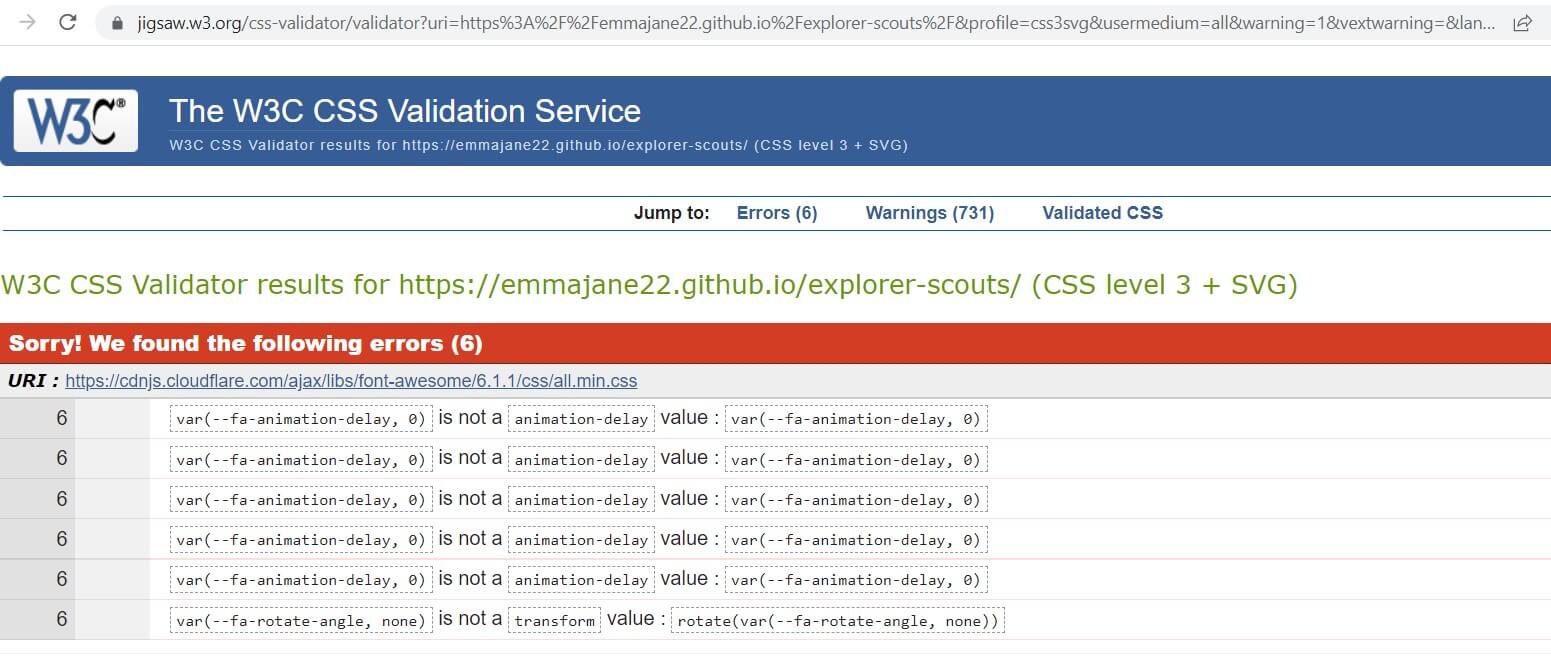 jigsaw.w3.org/css-validator/validator?uri=https%3A%2F%2Femmajane22.github.io%2Fexplorer-scouts%2F&profile=css3svg&usermedium=all&warning=1&vextwarning=&lan...
W3C®
The W3C CSS Validation Service
W3C CSS Validator results for https://emmajane22.github.io/explorer-scouts/ (CSS level 3 + SVG)
Jump to: Errors (6) Warnings (731) Validated CSS
W3C CSS Validator results for https://emmajane22.github.io/explorer-scouts/ (CSS level 3 + SVG)
Sorry! We found the following errors (6)
URI : https://cdnjs.cloudflare.com/ajax/libs/font-awesome/6.1.1/css/all.min.css
6 var(--fa-animation-delay, 0) is not a animation-delay value : var(--fa-animation-delay, 0)
6 var(--fa-animation-delay, 0) is not a animation-delay value : var(--fa-animation-delay, 0)
6 var(--fa-animation-delay, 0) is not a animation-delay value : var(--fa-animation-delay, 0)
6 var(--fa-animation-delay, 0) is not a animation-delay value : var(--fa-animation-delay, 0)
6 var(--fa-animation-delay, 0) is not a animation-delay value : var(--fa-animation-delay, 0)
6 var(--fa-rotate-angle, none) is not a transform value : rotate(var(--fa-rotate-angle, none))